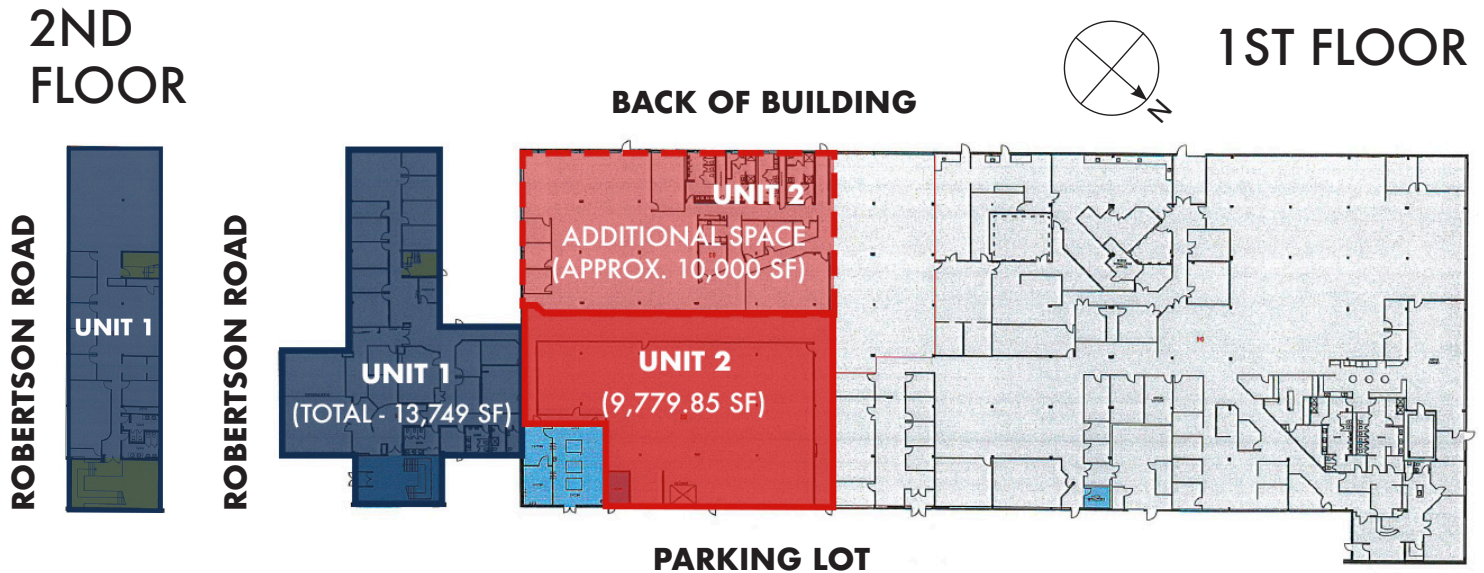 2ND
FLOOR
1ST FLOOR
N
BACK OF BUILDING
ROBERTSON ROAD
UNIT 1
ROBERTSON ROAD
UNIT 1
(TOTAL - 13,749 SF)
UNIT 2
ADDITIONAL SPACE
(APPROX. 10,000 SF)
UNIT 2
(9,779.85 SF)
PARKING LOT